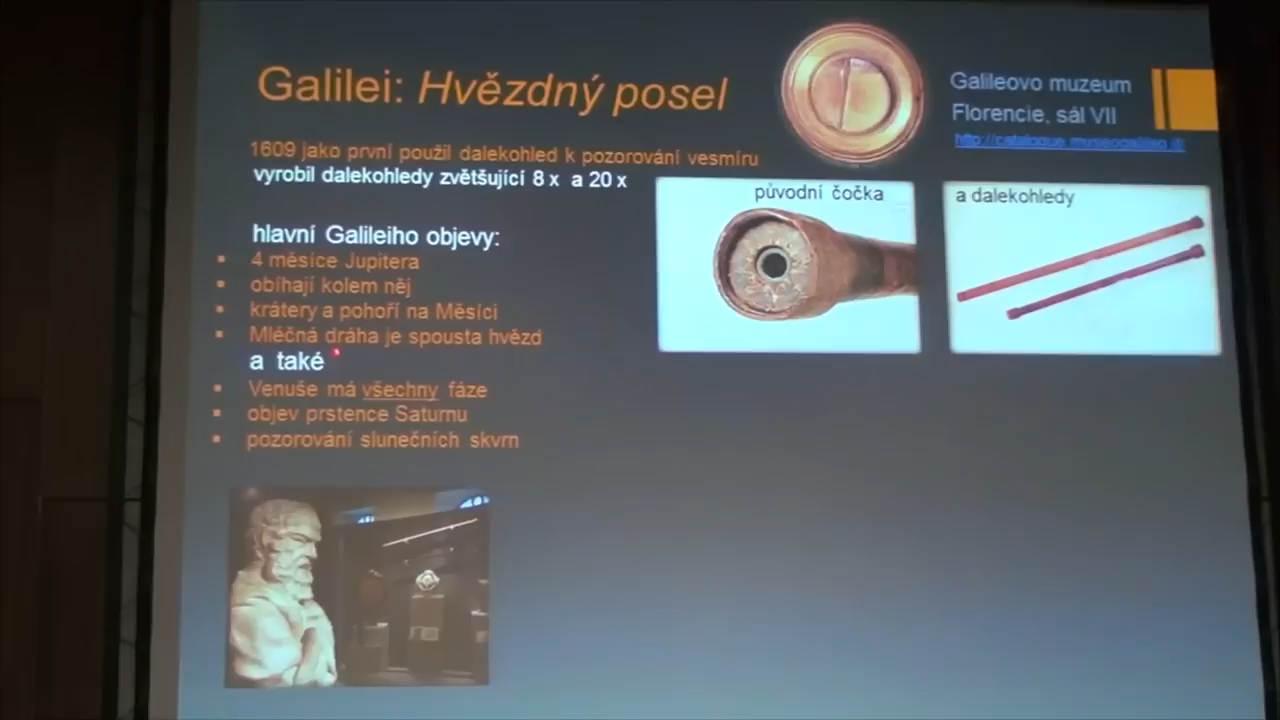 Galilei: Hvězdný posel
Galileovo muzeum
Florencie, sál VII
http://catalogue.museogalileo.it/
1609 jako první použil dalekohled k pozorování vesmíru
vyrobil dalekohledy zvětšující 8 x a 20 x
původní čočka
a dalekohledy
hlavní Galileiho objevy:
▪ 4 měsíce Jupitera
▪ obíhají kolem něj
▪ krátery a pohoří na Měsíci
▪ Mléčná dráha je spousta hvězd
a také
▪ Venuše má všechny fáze
▪ objev prstence Saturnu
▪ pozorování slunečních skvrn